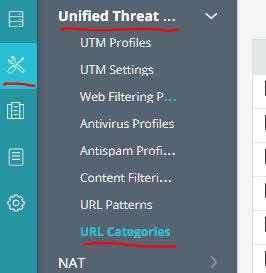 Unified Threat ...
UTM Profiles
UTM Settings
Web Filtering P...
Antivirus Profiles
Antispam Profi...
Content Filteri...
URL Patterns
URL Categories
NAT